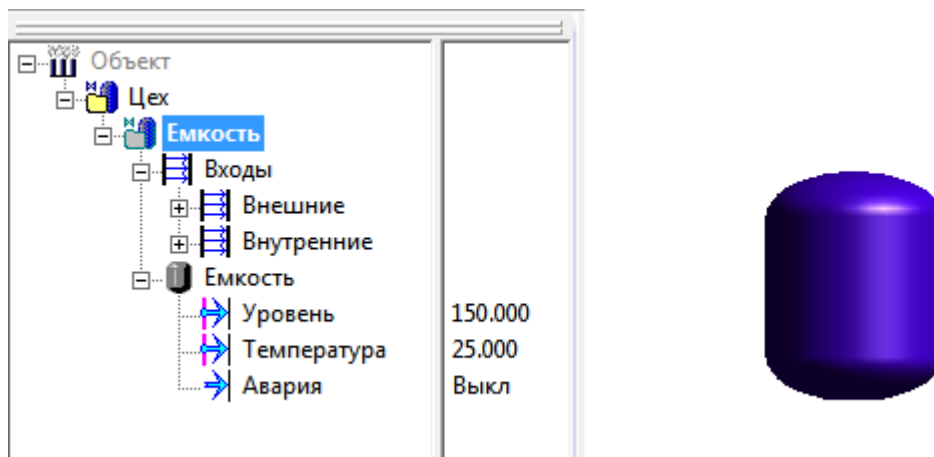 Объект
Цех
Емкость
Входы
Внешние
Внутренние
Емкость
Уровень 150.000
Температура 25.000
Авария Выкл